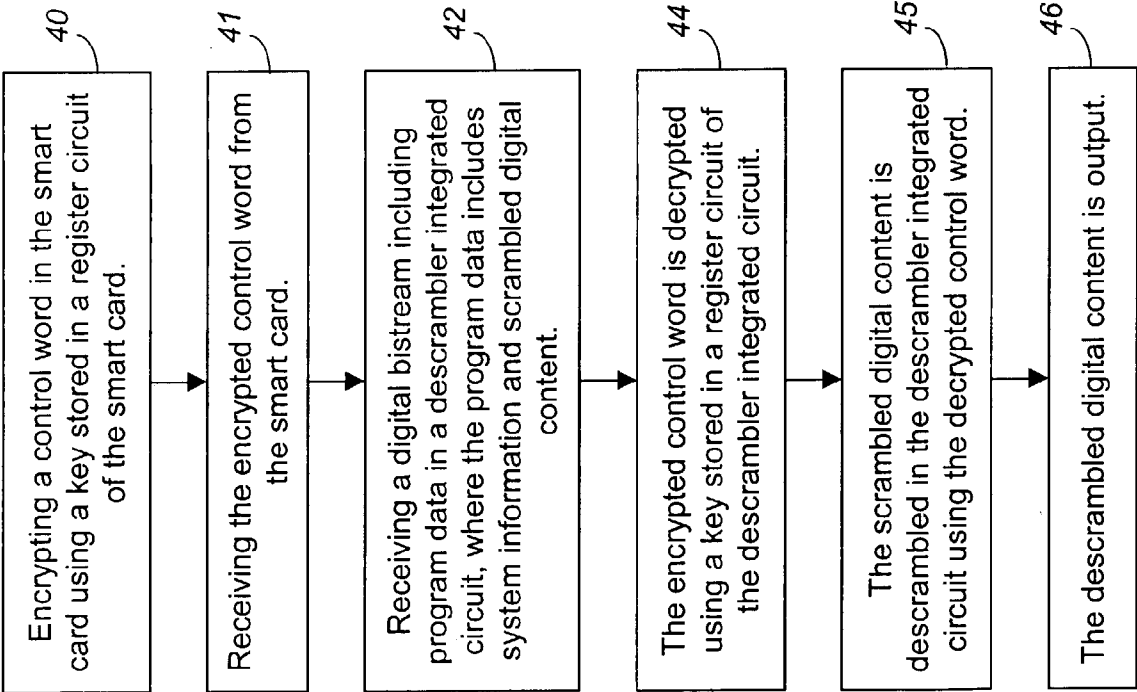 40
Encrypting a control word in the smart
card using a key stored in a register circuit
of the smart card.
41
Receiving the encrypted control word from
the smart card.
42
Receiving a digital bistream including
program data in a descrambler integrated
circuit, where the program data includes
system information and scrambled digital
content.
44
The encrypted control word is decrypted
using a key stored in a register circuit of
the descrambler integrated circuit.
45
The scrambled digital content is
descrambled in the descrambler integrated
circuit using the decrypted control word.
46
The descrambled digital content is output.